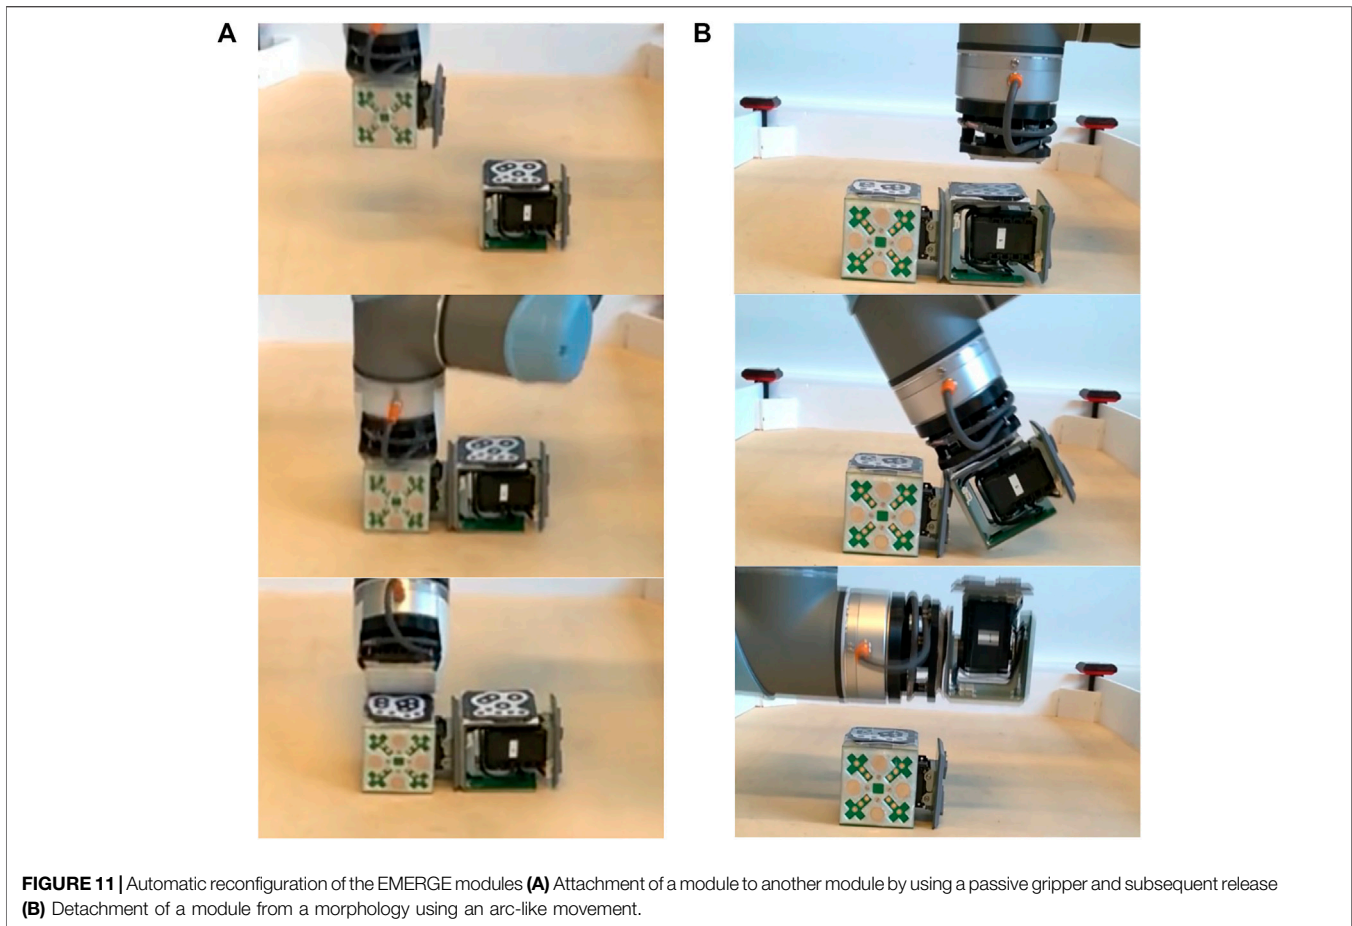 A
B
FIGURE 11 | Automatic reconfiguration of the EMERGE modules (A) Attachment of a module to another module by using a passive gripper and subsequent release
(B) Detachment of a module from a morphology using an arc-like movement.